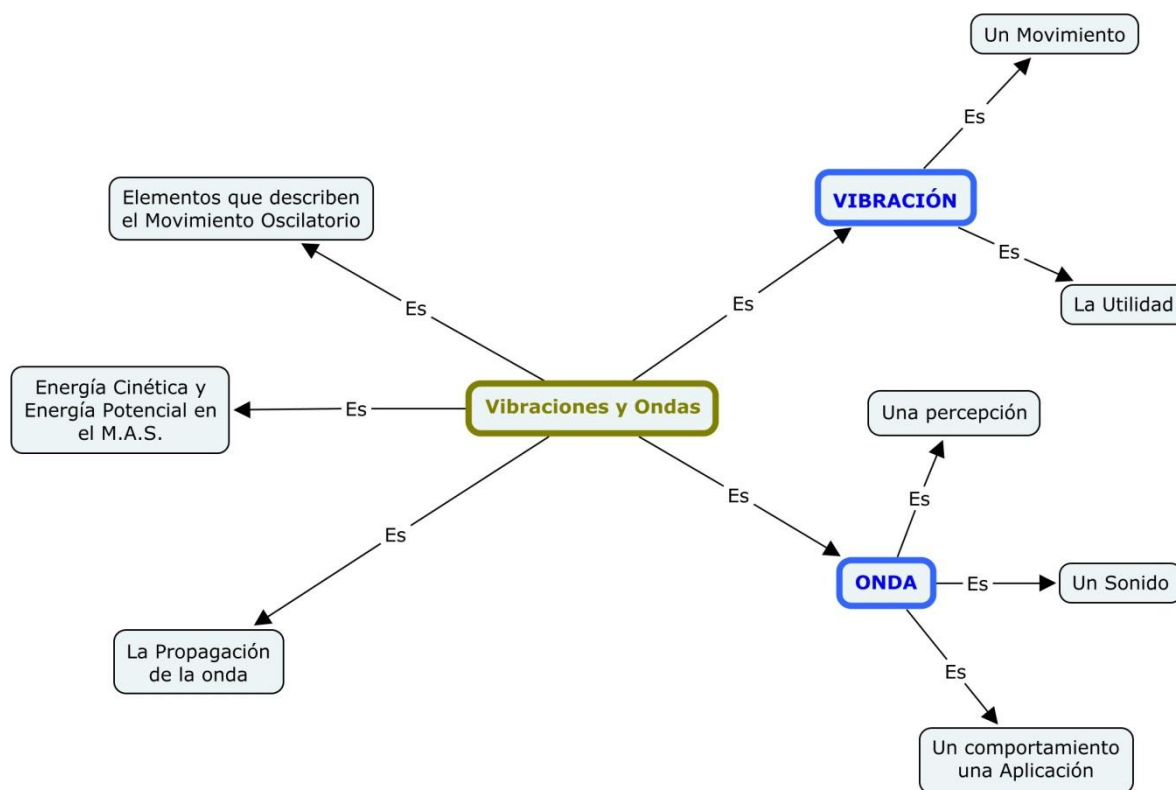 Un Movimiento
Es
VIBRACIÓN
Es
La Utilidad
Elementos que describen
el Movimiento Oscilatorio
Es
Es
Energía Cinética y
Energía Potencial en
el M.A.S.
Es
Vibraciones y Ondas
Es
La Propagación
de la onda
Es
Una percepción
Es
ONDA
Es
Un Sonido
Es
Un comportamiento
una Aplicación